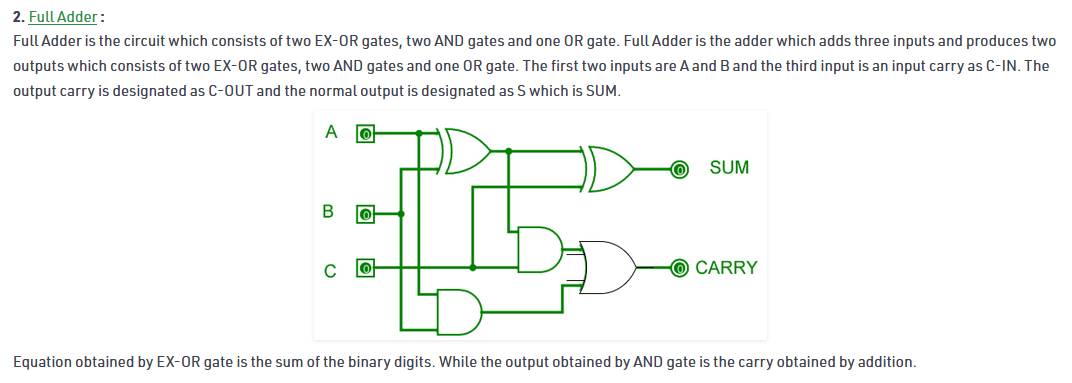 2. Full Adder :
Full Adder is the circuit which consists of two EX-OR gates, two AND gates and one OR gate. Full Adder is the adder which adds three inputs and produces two
outputs which consists of two EX-OR gates, two AND gates and one OR gate. The first two inputs are A and B and the third input is an input carry as C-IN. The
output carry is designated as C-OUT and the normal output is designated as S which is SUM.
A 0
0 SUM
B 0
C 0
0 CARRY
Equation obtained by EX-OR gate is the sum of the binary digits. While the output obtained by AND gate is the carry obtained by addition.